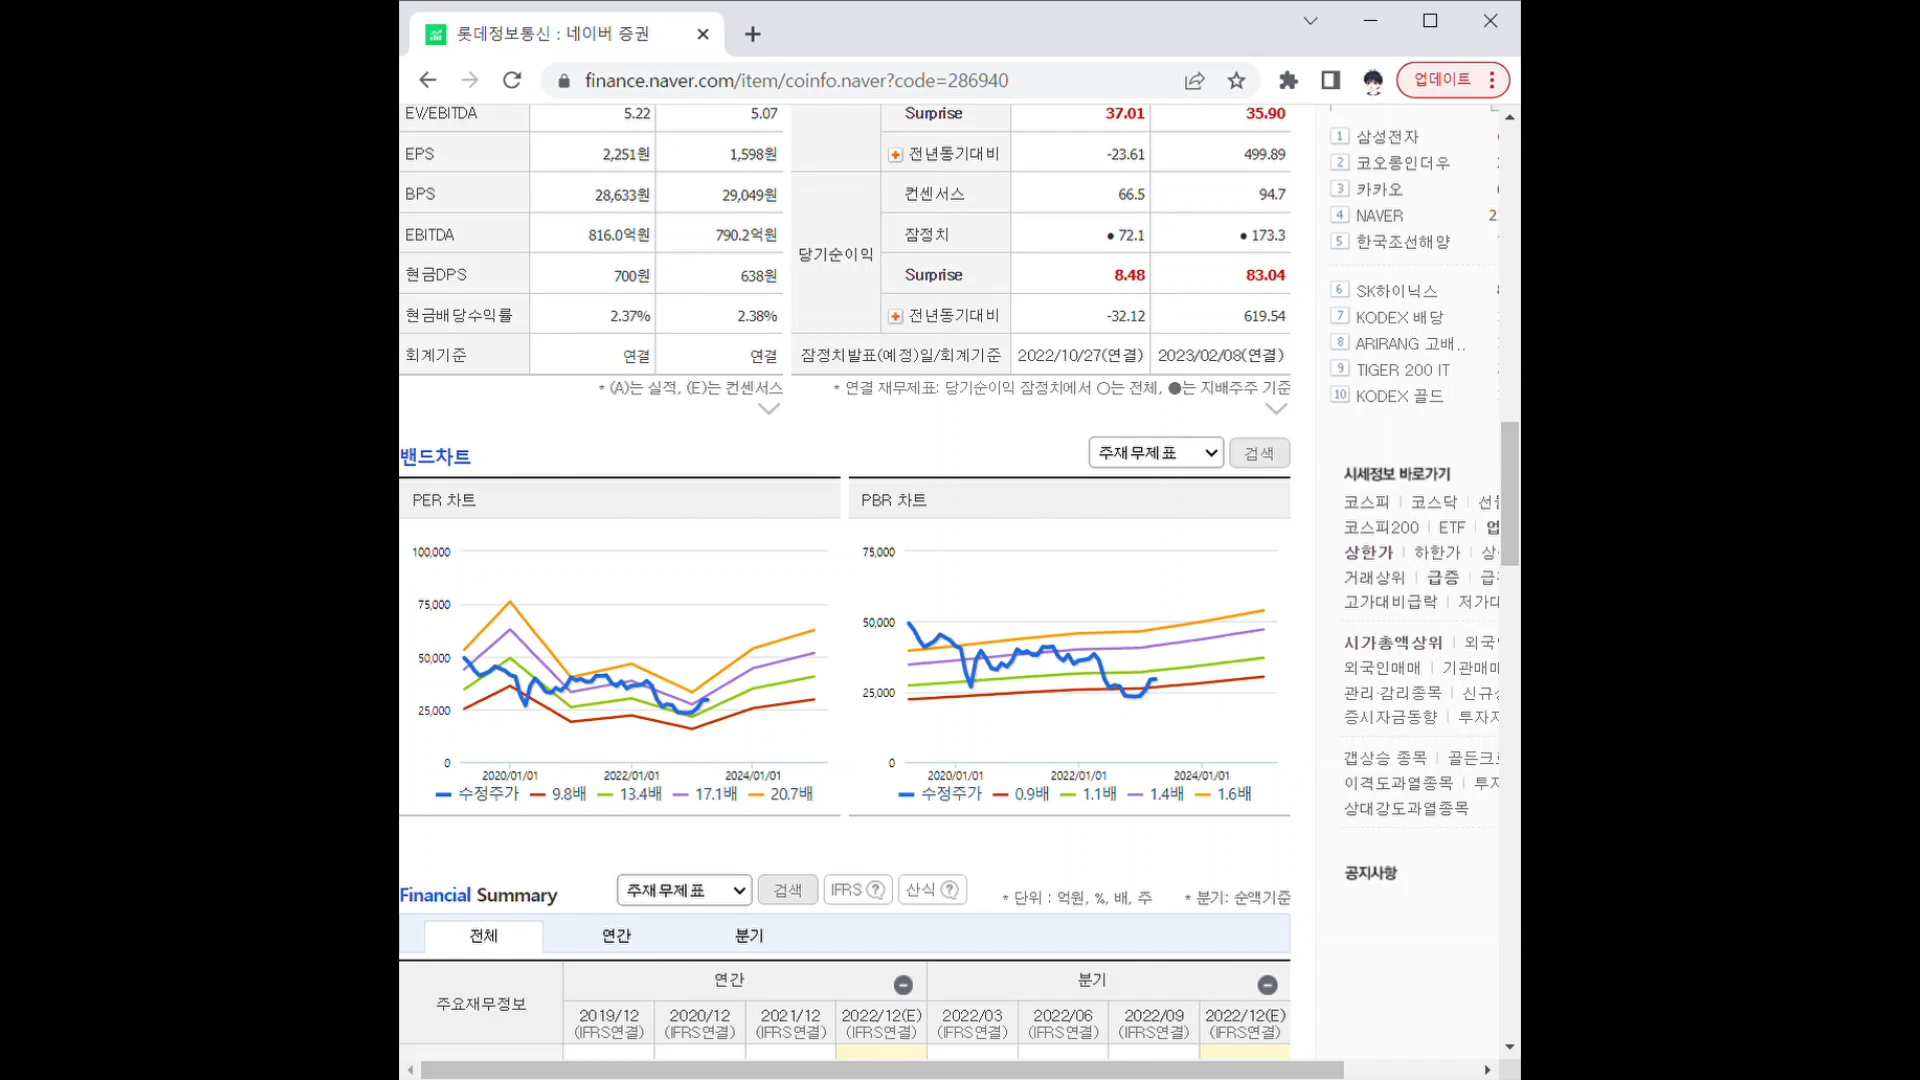 롯데정보통신 : 네이버 증권
finance.naver.com/item/coinfo.naver?code=286940
업데이트
EV/EBITDA 5.22 5.07
EPS 2,251원 1,598원
BPS 28,633원 29,049원
EBITDA 816.0억원 790.2억원
현금DPS 700원 638원
현금배당수익률 2.37% 2.38%
회계기준 연결 연결
* (A)는 실적, (E)는 컨센서스
Surprise 37.01 35.90
전년동기대비 -23.61 499.89
당기순이익
컨센서스 66.5 94.7
잠정치 ●72.1 ●173.3
Surprise 8.48 83.04
전년동기대비 -32.12 619.54
잠정치발표(예정)일/회계기준 2022/10/27(연결) 2023/02/08(연결)
* 연결 재무제표: 당기순이익 잠정치에서 ○는 전체, ●는 지배주주 기준
밴드차트
주재무제표 검색
PER 차트
100,000
75,000
50,000
25,000
0
2020/01/01 2022/01/01 2024/01/01
수정주가 9.8배 13.4배 17.1배 20.7배
PBR 차트
75,000
50,000
25,000
0
2020/01/01 2022/01/01 2024/01/01
수정주가 0.9배 1.1배 1.4배 1.6배
Financial Summary
주재무제표 검색 IFRS ? 산식 ?
* 단위 : 억원, %, 배, 주 * 분기: 순액기준
전체 연간 분기
주요재무정보
연간 분기
2019/12 2020/12 2021/12 2022/12(E) 2022/03 2022/06 2022/09 2022/12(E)
(IFRS연결) (IFRS연결) (IFRS연결) (IFRS연결) (IFRS연결) (IFRS연결) (IFRS연결) (IFRS연결)
1 삼성전자
2 코오롱인더우
3 카카오
4 NAVER 2
5 한국조선해양
6 SK하이닉스
7 KODEX 배당
8 ARIRANG 고배..
9 TIGER 200 IT
10 KODEX 골드
시세정보 바로가기
코스피 | 코스닥 |
코스피200 | ETF |
상한가 | 하한가 |
거래상위 | 급증 |
고가대비급락 |
시가총액상위 |
외국인매매 |
관리·감리종목 |
증시자금동향 |
갭상승 종목 |
이격도과열종목 |
상대강도과열종목
공지사항